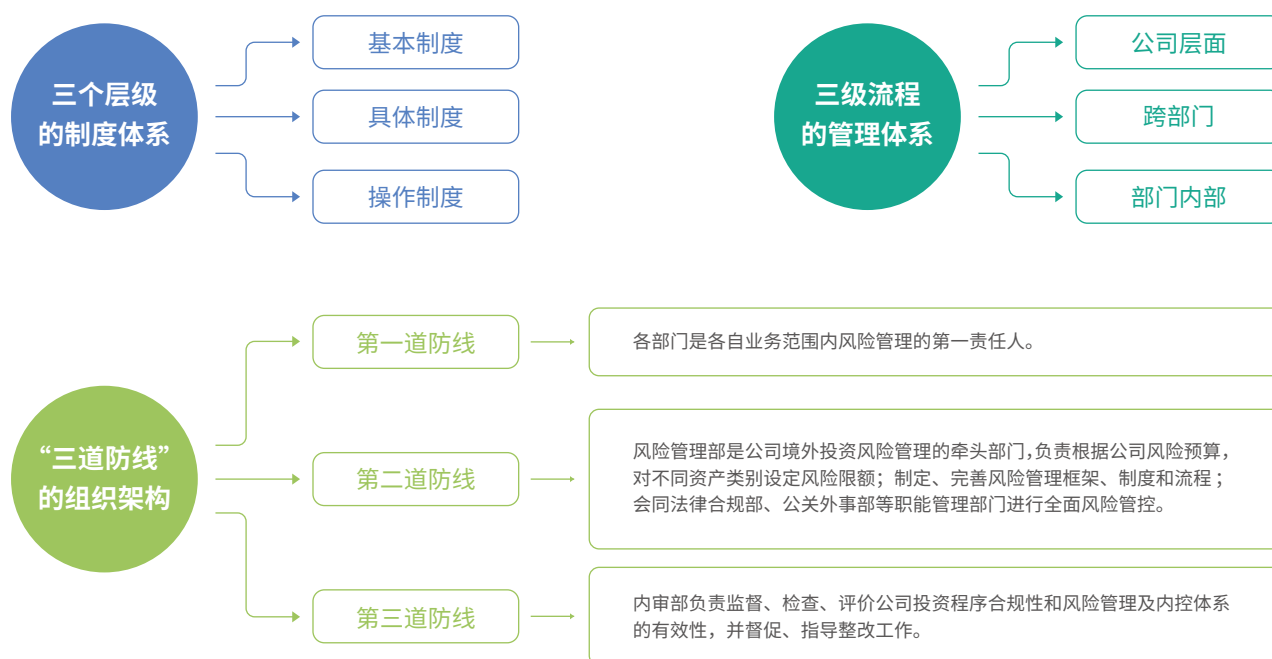 三个层级
的制度体系
基本制度
具体制度
操作制度
三级流程
的管理体系
公司层面
跨部门
部门内部
“三道防线”
的组织架构
第一道防线
各部门是各自业务范围内风险管理的第一责任人。
第二道防线
风险管理部是公司境外投资风险管理的牵头部门,负责根据公司风险预算,
对不同资产类别设定风险限额；制定、完善风险管理框架、制度和流程；
会同法律合规部、公关外事部等职能管理部门进行全面风险管控。
第三道防线
内审部负责监督、检查、评价公司投资程序合规性和风险管理及内控体系
的有效性，并督促、指导整改工作。